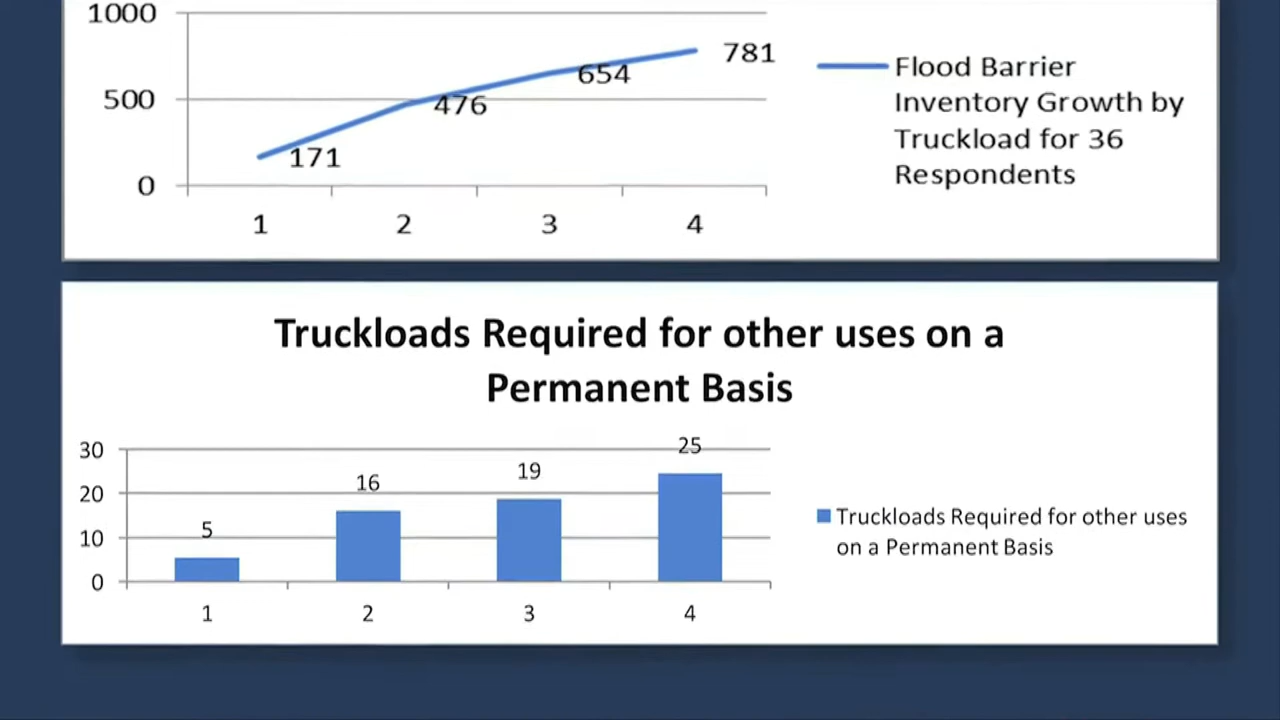 1000
781
654
500
476
171
0
1 2 3 4
Flood Barrier
Inventory Growth by
Truckload for 36
Respondents
Truckloads Required for other uses on a
Permanent Basis
30
25
19
20
16
10
5
0
1 2 3 4
Truckloads Required for other uses
on a Permanent Basis